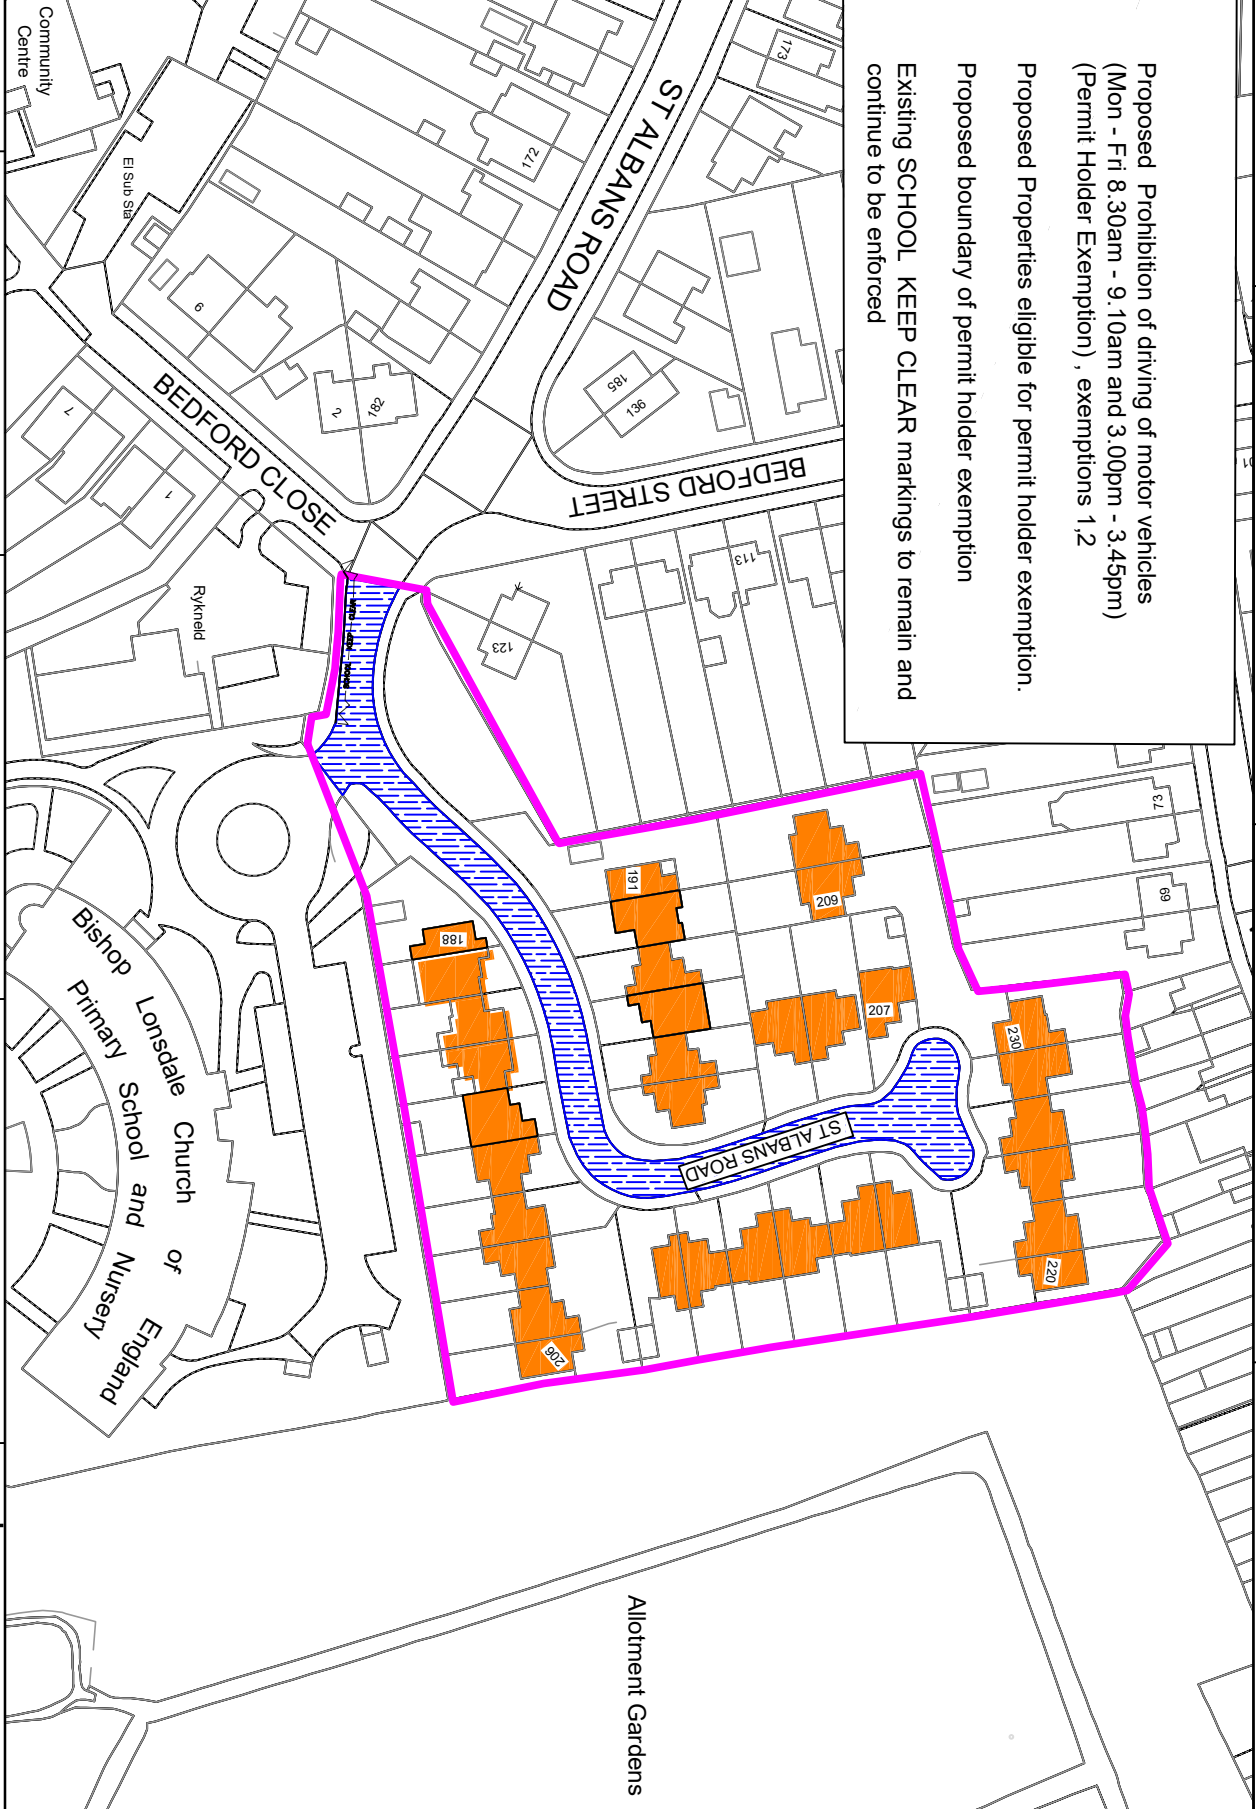 Proposed Prohibition of driving of motor vehicles
(Mon - Fri 8.30am - 9.10am and 3.00pm - 3.45pm)
(Permit Holder Exemption) , exemptions 1,2
Proposed Properties eligible for permit holder exemption.
Proposed boundary of permit holder exemption
Existing SCHOOL KEEP CLEAR markings to remain and
continue to be enforced
173
ST ALBANS ROAD
172
Community
Centre
El Sub Sta
9
2
182
185
136
BEDFORD STREET
BEDFORD CLOSE
7
1
Rykneld
123
113
73
69
191
209
207
188
230
220
206
ST ALBANS ROAD
Bishop Lonsdale Church of England
Primary School and Nursery
Allotment Gardens